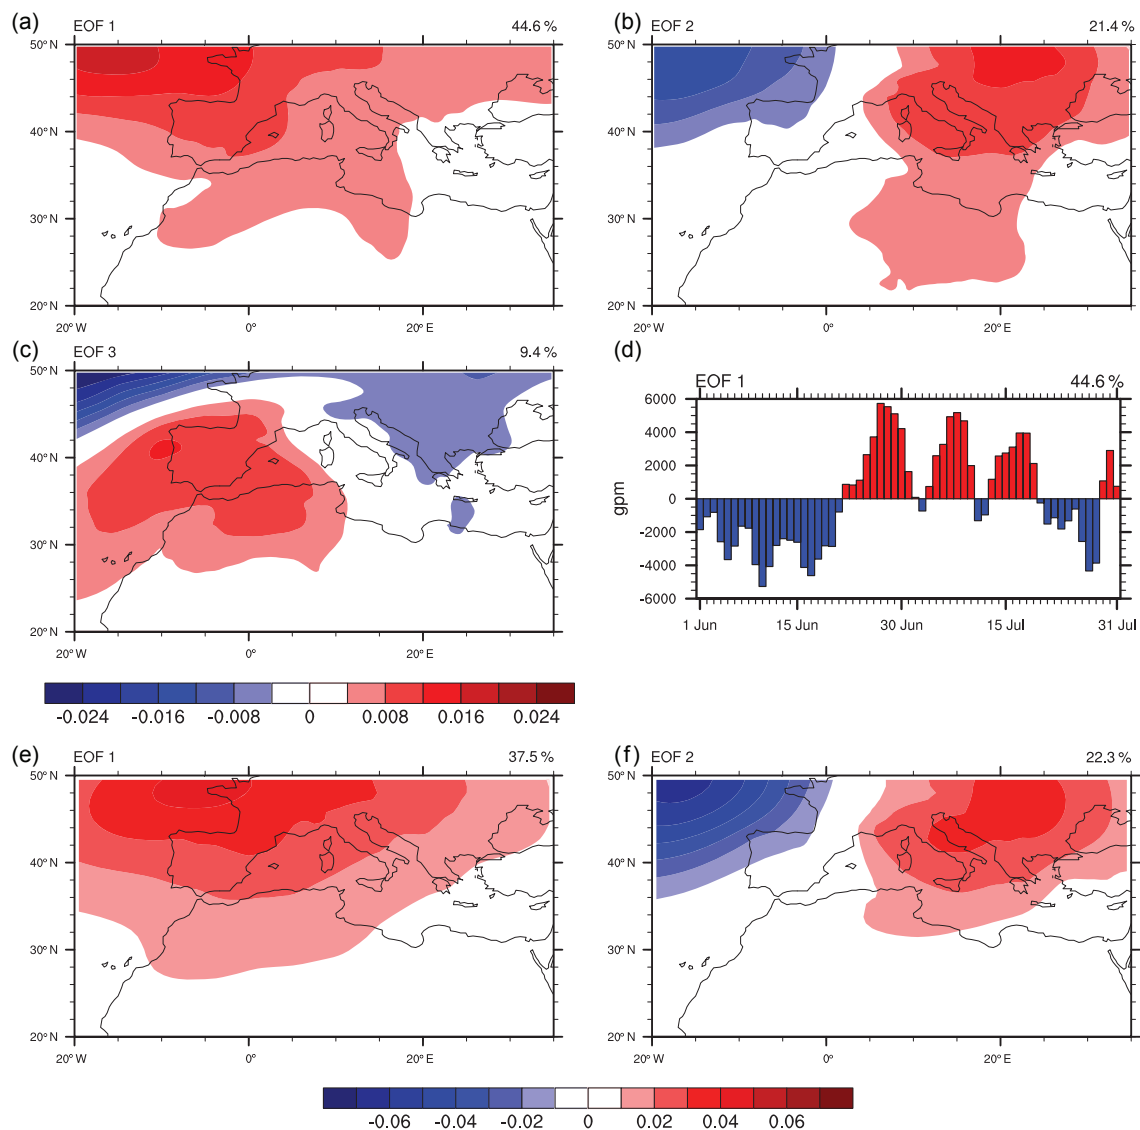 (a) EOF 1 44.6 %
(b) EOF 2 21.4 %
50° N
40° N
30° N
20° N
20° W 0° 20° E
50° N
40° N
30° N
20° N
20° W 0° 20° E
(c) EOF 3 9.4 %
50° N
40° N
30° N
20° N
20° W 0° 20° E
(d)
EOF 1 44.6 %
6000
4000
2000
0
-2000
-4000
-6000
gpm
1 Jun 15 Jun 30 Jun 15 Jul 31 Jul
-0.024 -0.016 -0.008 0 0.008 0.016 0.024
(e) EOF 1 37.5 %
(f) EOF 2 22.3 %
50° N
40° N
30° N
20° N
20° W 0° 20° E
50° N
40° N
30° N
20° N
20° W 0° 20° E
-0.06 -0.04 -0.02 0 0.02 0.04 0.06